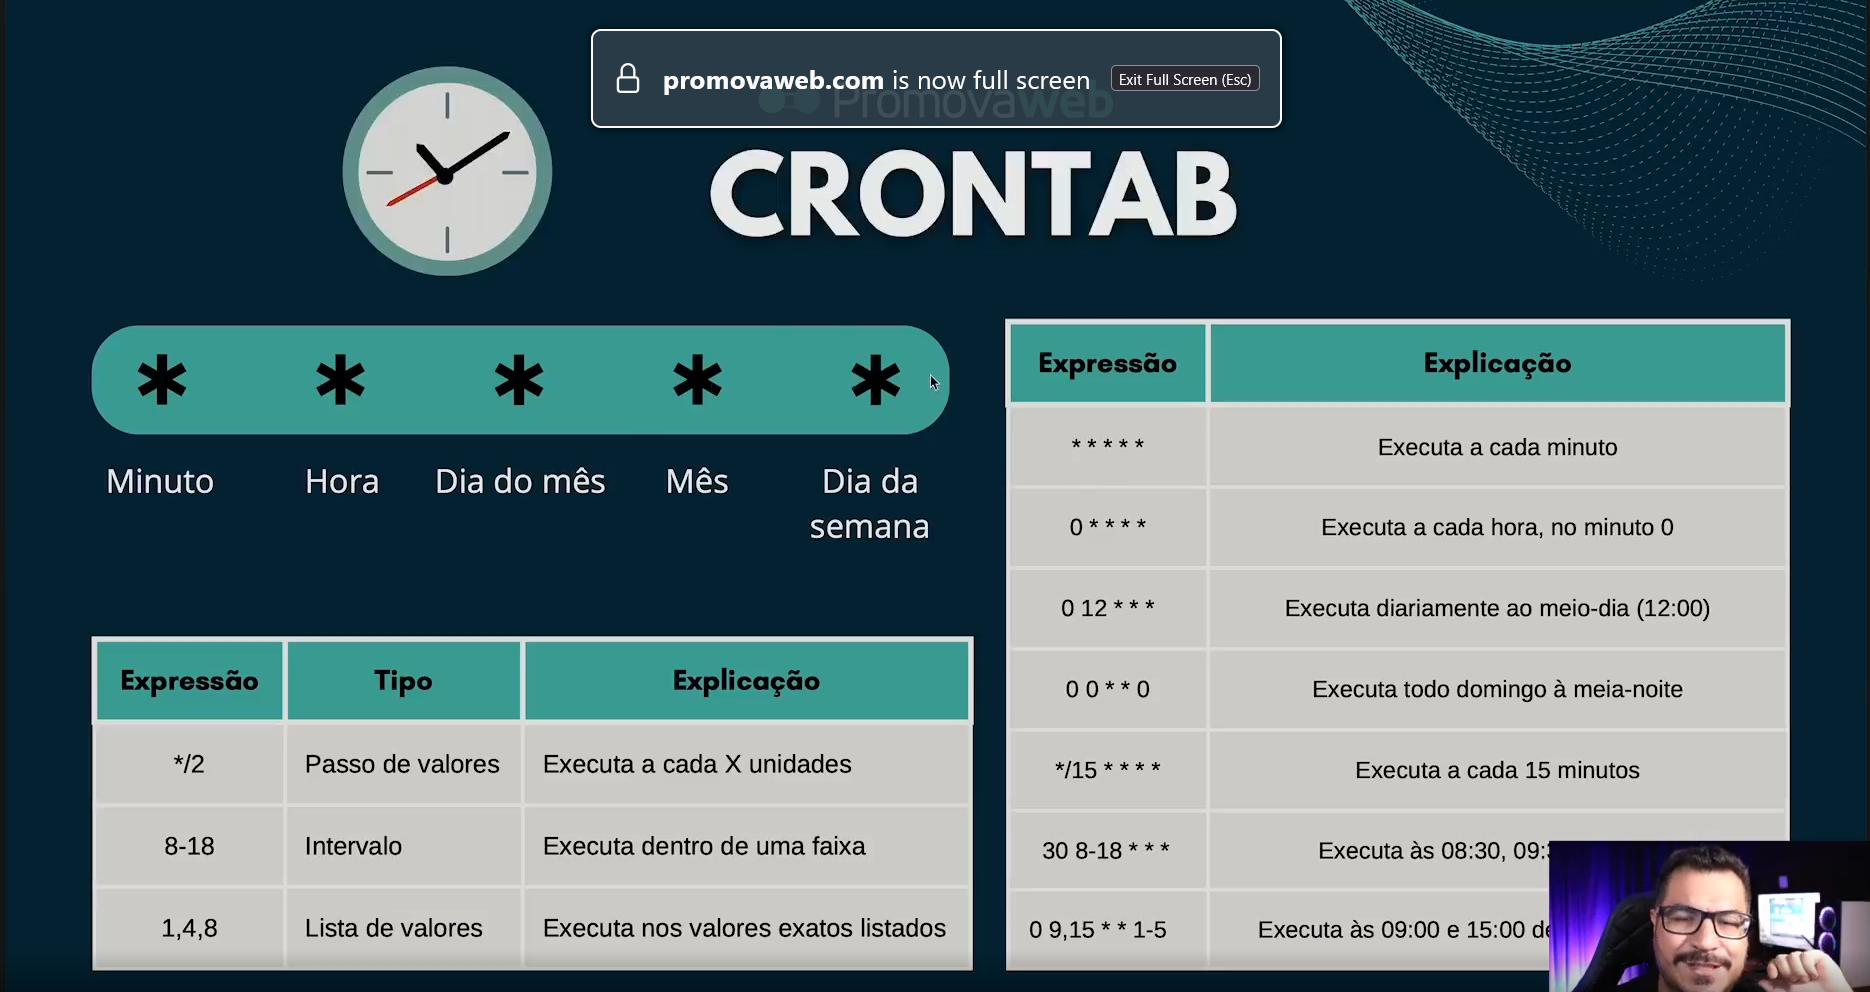 promovaweb.com is now full screen Exit Full Screen (Esc)
Promovaweb
CRONTAB
* * * * *
Minuto Hora Dia do mês Mês Dia da semana
Expressão Tipo Explicação
*/2 Passo de valores Executa a cada X unidades
8-18 Intervalo Executa dentro de uma faixa
1,4,8 Lista de valores Executa nos valores exatos listados
Expressão Explicação
* * * * * Executa a cada minuto
0 * * * * Executa a cada hora, no minuto 0
0 12 * * * Executa diariamente ao meio-dia (12:00)
0 0 * * 0 Executa todo domingo à meia-noite
*/15 * * * * Executa a cada 15 minutos
30 8-18 * * * Executa às 08:30,
0 9,15 * * 1-5 Executa às 09:00 e 15:00